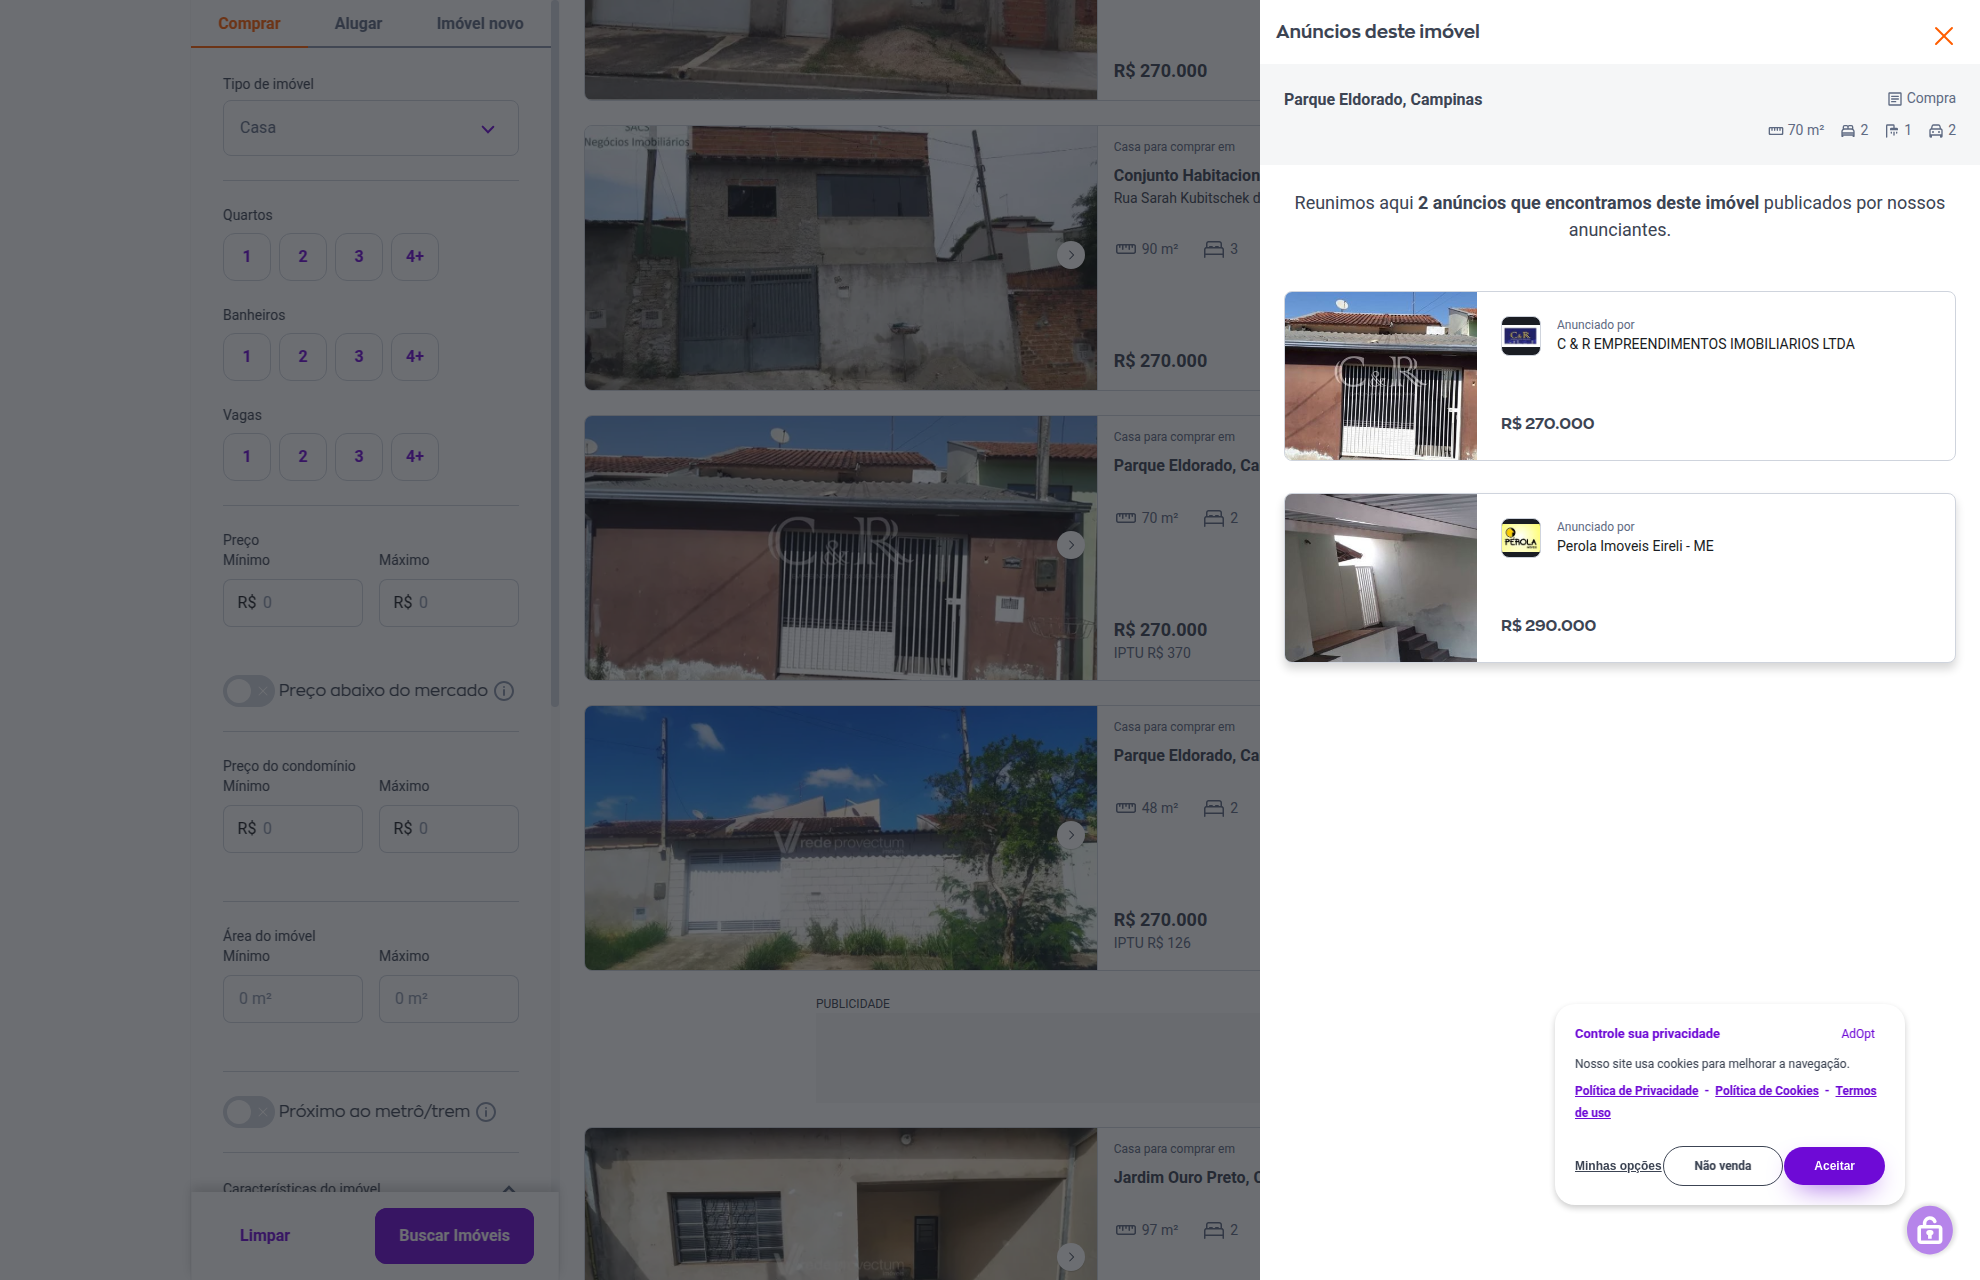 Comprar
Alugar
Imóvel novo
Tipo de imóvel
Casa
Quartos
1
2
3
4+
Banheiros
1
2
3
4+
Vagas
1
2
3
4+
Preço
Mínimo
Máximo
R$ 0
R$ 0
Preço abaixo do mercado
Preço do condomínio
Mínimo
Máximo
R$ 0
R$ 0
Área do imóvel
Mínimo
Máximo
0 m²
0 m²
Próximo ao metrô/trem
Características do imóvel
Limpar
Buscar Imóveis
R$ 270.000
Negócios Imobiliários
Casa para comprar em
Conjunto Habitacion
Rua Sarah Kubitschek d
90 m²
3
R$ 270.000
C&R
Casa para comprar em
Parque Eldorado, Ca
70 m²
2
R$ 270.000
IPTU R$ 370
rede provectum
Casa para comprar em
Parque Eldorado, Ca
48 m²
2
R$ 270.000
IPTU R$ 126
PUBLICIDADE
Casa para comprar em
Jardim Ouro Preto, C
97 m²
2
Anúncios deste imóvel
Parque Eldorado, Campinas
Compra
70 m²
2
1
2
Reunimos aqui 2 anúncios que encontramos deste imóvel publicados por nossos
anunciantes.
C&R
C&R
Anunciado por
C & R EMPREENDIMENTOS IMOBILIARIOS LTDA
R$ 270.000
PEROLA
Anunciado por
Perola Imoveis Eireli - ME
R$ 290.000
Controle sua privacidade
AdOpt
Nosso site usa cookies para melhorar a navegação.
Política de Privacidade - Política de Cookies - Termos
de uso
Minhas opções
Não venda
Aceitar